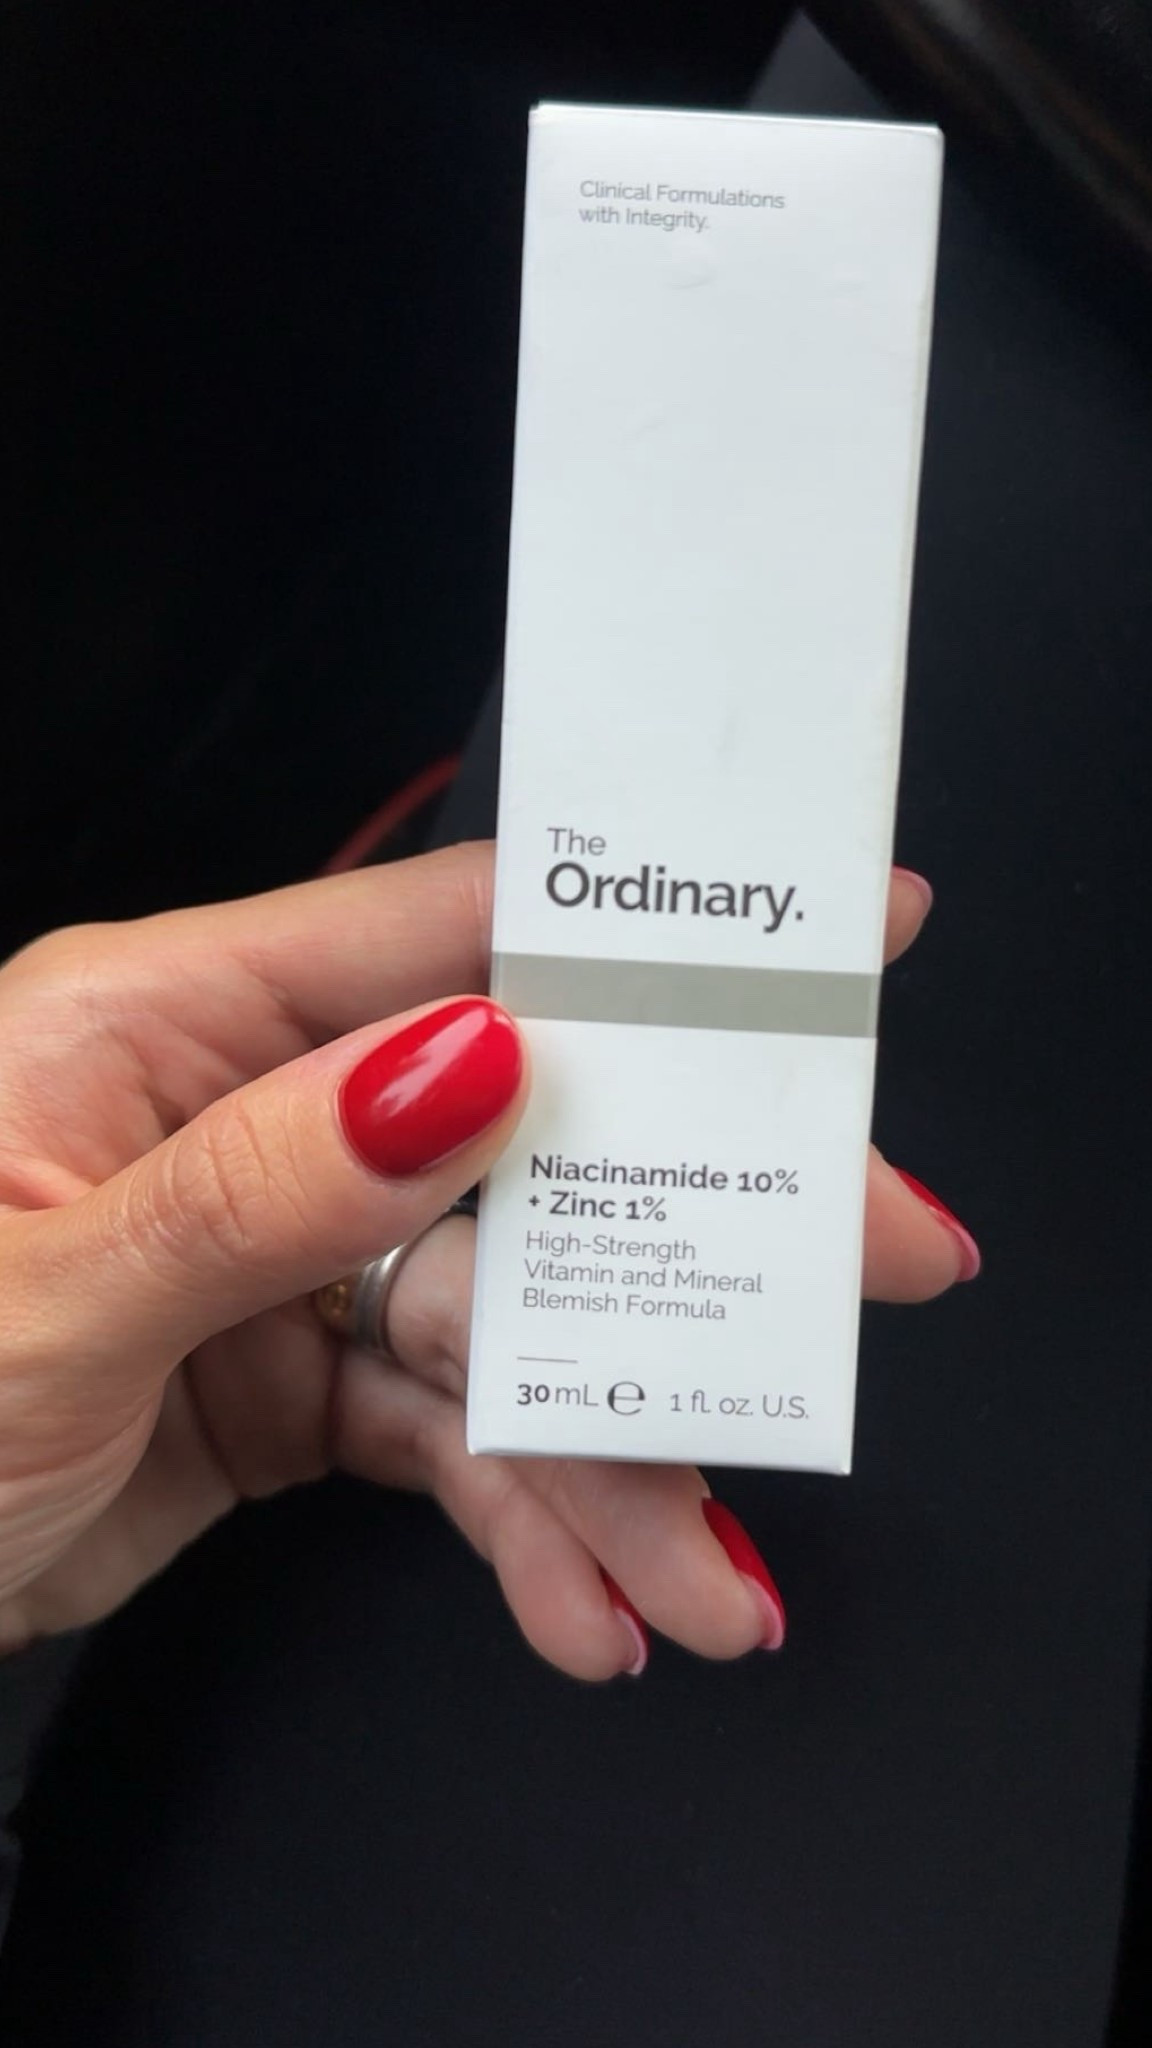 Clinical Formulations
with Integrity.
The
Ordinary.
Niacinamide 10%
+ Zinc 1%
High-Strength
Vitamin and Mineral
Blemish Formula
30 mL ℮ 1 fl. oz. U.S.